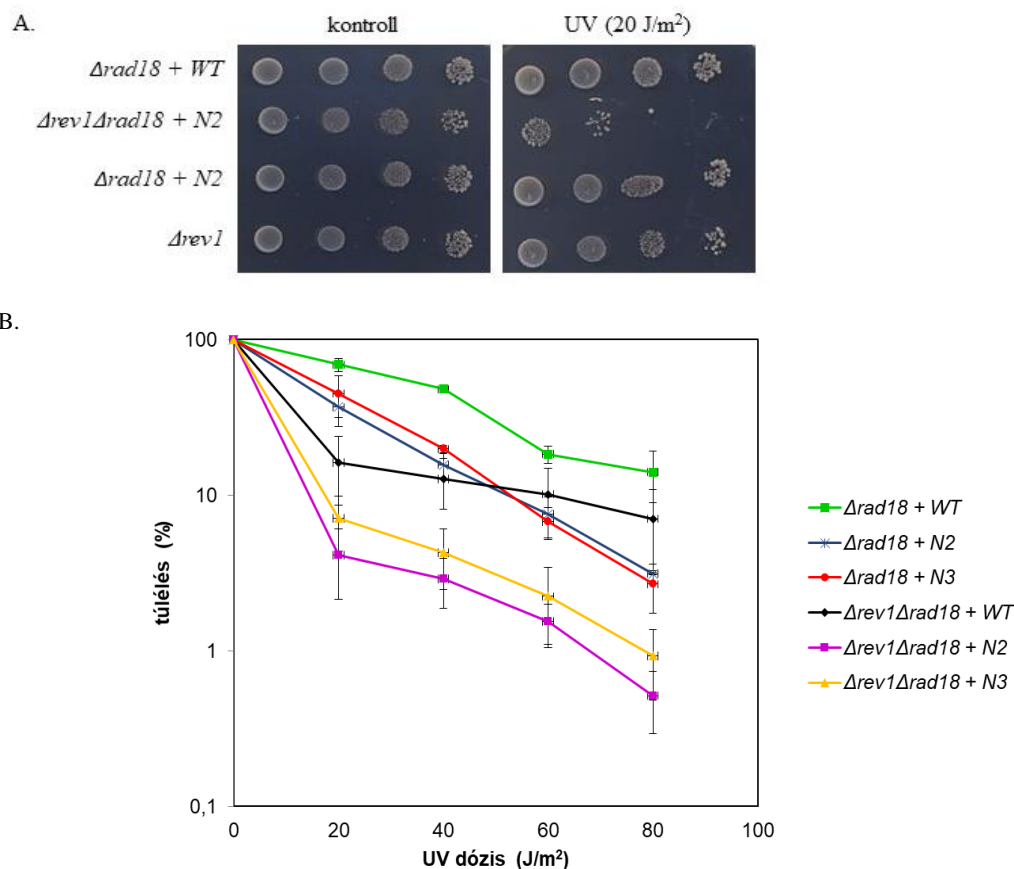 A.
kontroll
UV (20 J/m²)
Δrad18 + WT
Δrev1Δrad18 + N2
Δrad18 + N2
Δrev1
B.
túlélés (%)
100
10
1
0,1
0 20 40 60 80 100
UV dózis (J/m²)
Δrad18 + WT
Δrad18 + N2
Δrad18 + N3
Δrev1Δrad18 + WT
Δrev1Δrad18 + N2
Δrev1Δrad18 + N3